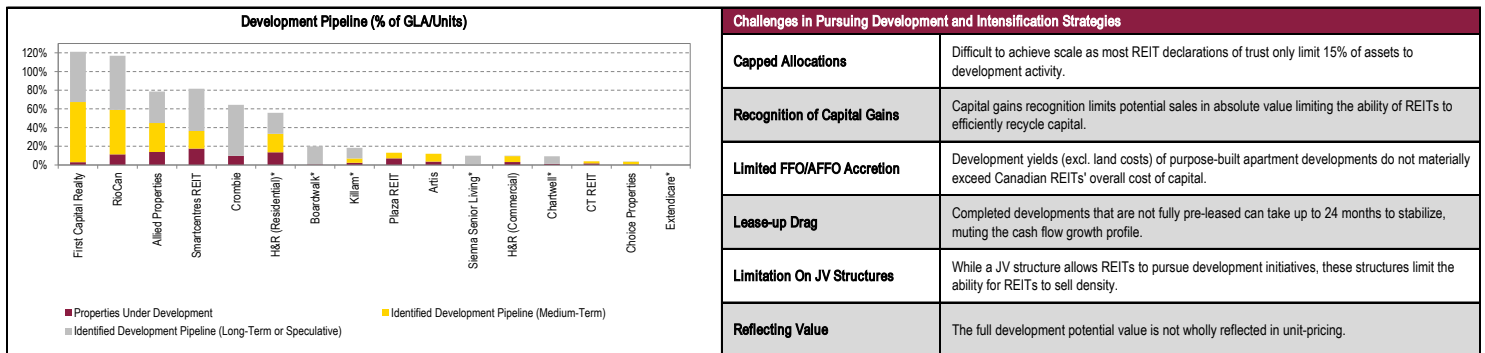 Development Pipeline (% of GLA/Units)
120%
100%
80%
60%
40%
20%
0%
First Capital Realty
RioCan
Allied Properties
Smartcentres REIT
Crombie
H&R (Residential)*
Boardwalk*
Killam*
Plaza REIT
Artis
Sienna Senior Living*
H&R (Commercial)
Chartwell*
CT REIT
Choice Properties
Extendicare*
Properties Under Development
Identified Development Pipeline (Medium-Term)
Identified Development Pipeline (Long-Term or Speculative)
Challenges in Pursuing Development and Intensification Strategies
Capped Allocations
Difficult to achieve scale as most REIT declarations of trust only limit 15% of assets to
development activity.
Recognition of Capital Gains
Capital gains recognition limits potential sales in absolute value limiting the ability of REITs to
efficiently recycle capital.
Limited FFO/AFFO Accretion
Development yields (excl. land costs) of purpose-built apartment developments do not materially
exceed Canadian REITs' overall cost of capital.
Lease-up Drag
Completed developments that are not fully pre-leased can take up to 24 months to stabilize,
muting the cash flow growth profile.
Limitation On JV Structures
While a JV structure allows REITs to pursue development initiatives, these structures limit the
ability for REITs to sell density.
Reflecting Value
The full development potential value is not wholly reflected in unit-pricing.